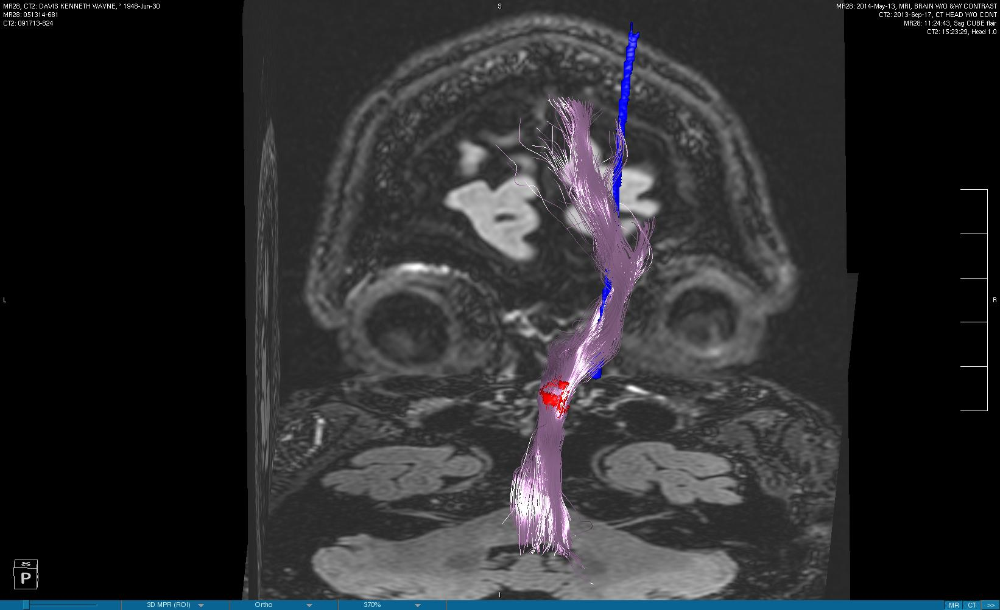 MR28, CT2: DAVIS KENNETH WAYNE, * 1948-Jun-30
MR28: 051314-681
CT2: 091713-824
S
MR28: 2014-May-13, MRI, BRAIN W/O &W/ CONTRAST
CT2: 2013-Sep-17, CT HEAD W/O CONT
MR28: 11:24:43, Sag CUBE flair
CT2: 15:23:29, Head 1.0
L
R
S
P
I
3D MPR (ROI)
Ortho
370%
MR
CT
>>